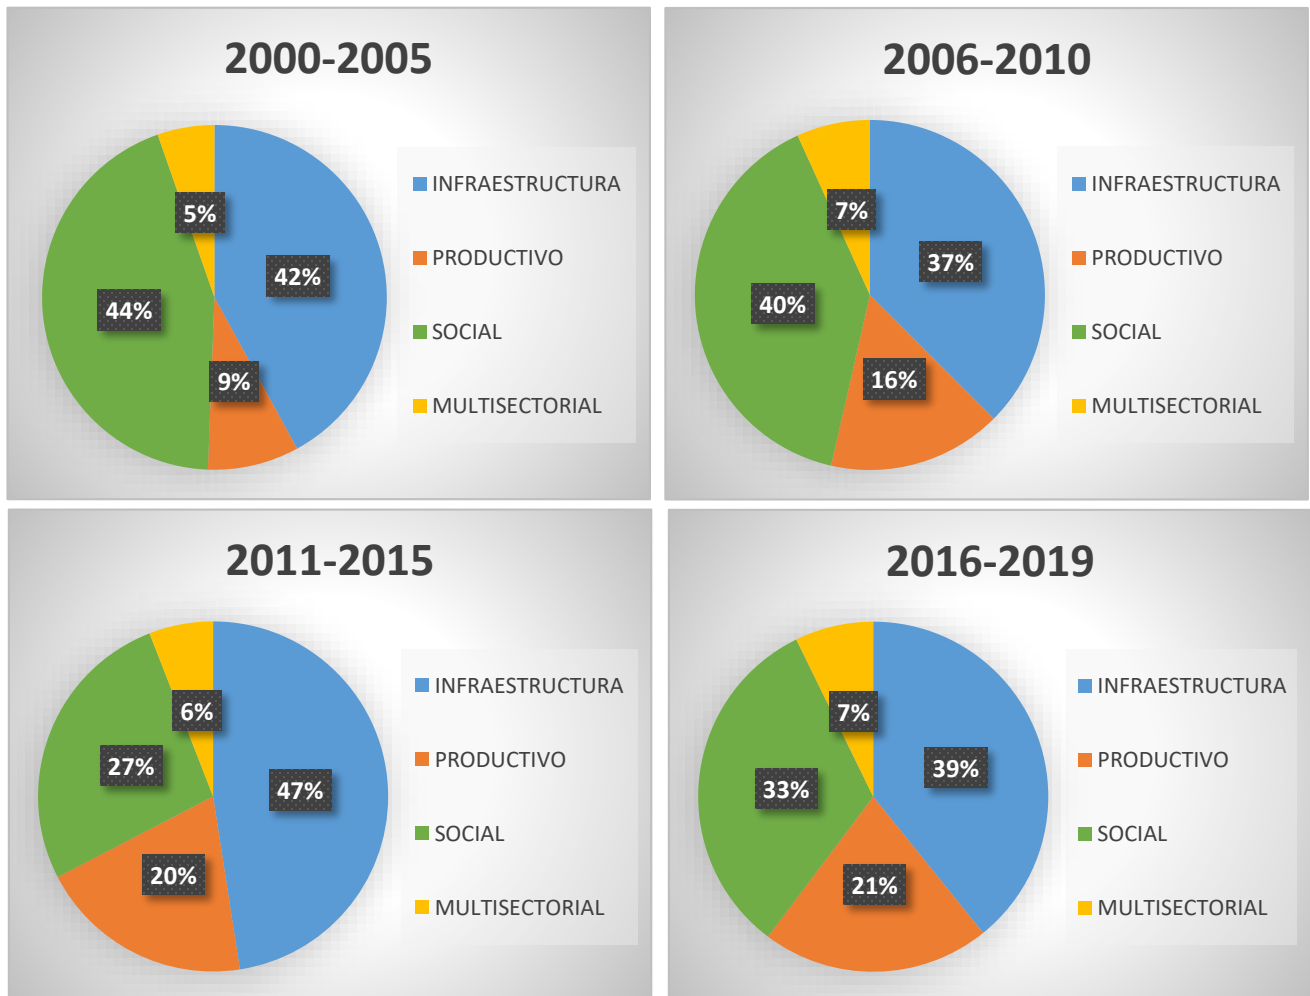 2000-2005
5%
42%
44%
9%
INFRAESTRUCTURA
PRODUCTIVO
SOCIAL
MULTISECTORIAL
2006-2010
7%
37%
40%
16%
INFRAESTRUCTURA
PRODUCTIVO
SOCIAL
MULTISECTORIAL
2011-2015
6%
27%
47%
20%
INFRAESTRUCTURA
PRODUCTIVO
SOCIAL
MULTISECTORIAL
2016-2019
7%
39%
33%
21%
INFRAESTRUCTURA
PRODUCTIVO
SOCIAL
MULTISECTORIAL